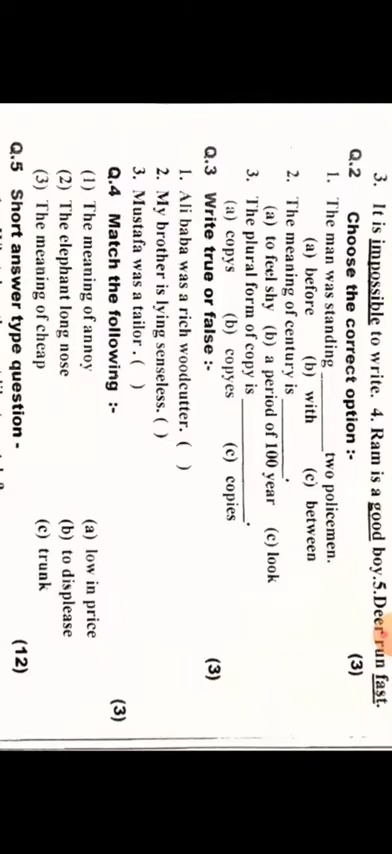 3. It is impossible to write. 4. Ram is a good boy.5.Deer run fast.
Q.2 Choose the correct option :- (3)
1. The man was standing ________ two policemen.
(a) before (b) with (c) between
2. The meaning of century is ________.
(a) to feel shy (b) a period of 100 year (c) look
3. The plural form of copy is ________.
(a) copys (b) copyes (c) copies
Q.3 Write true or false :- (3)
1. Ali baba was a rich woodcutter. ( )
2. My brother is lying senseless. ( )
3. Mustafa was a tailor . ( )
Q.4 Match the following :- (3)
(1) The meaning of annoy (a) low in price
(2) The elephant long nose (b) to displease
(3) The meaning of cheap (c) trunk
Q.5 Short answer type question - (12)